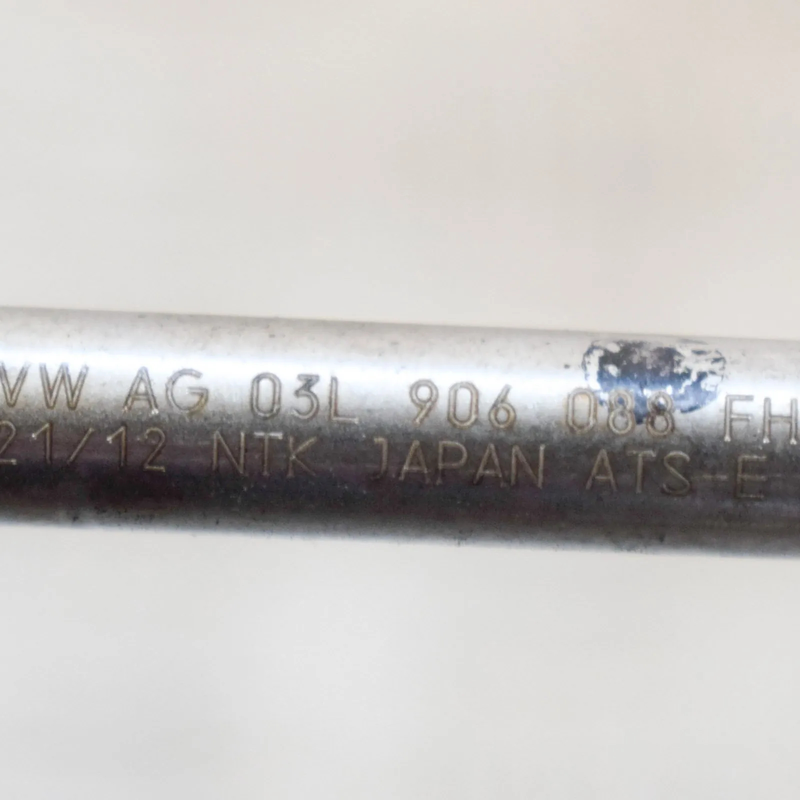 VW AG 03L 906 088 FH
21/12 NTK JAPAN ATS-E